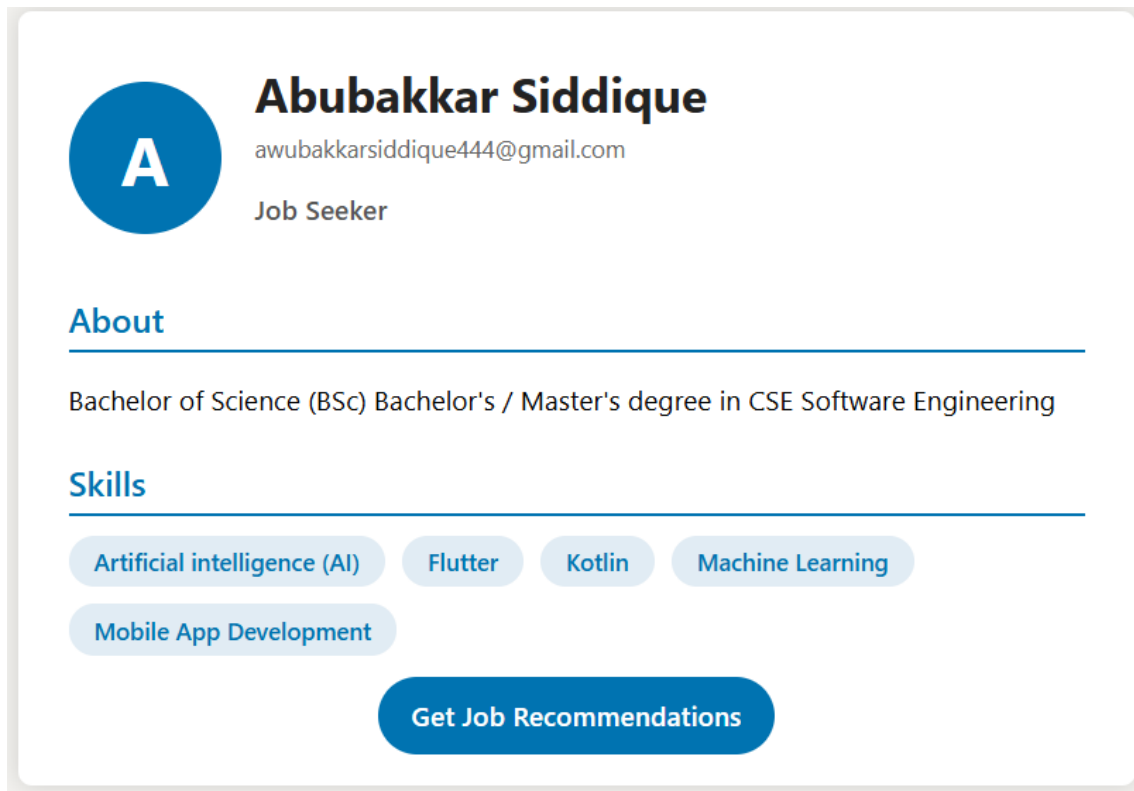 A
Abubakkar Siddique
awubakkarsiddique444@gmail.com
Job Seeker
About
Bachelor of Science (BSc) Bachelor's / Master's degree in CSE Software Engineering
Skills
Artificial intelligence (AI) Flutter Kotlin Machine Learning
Mobile App Development
Get Job Recommendations